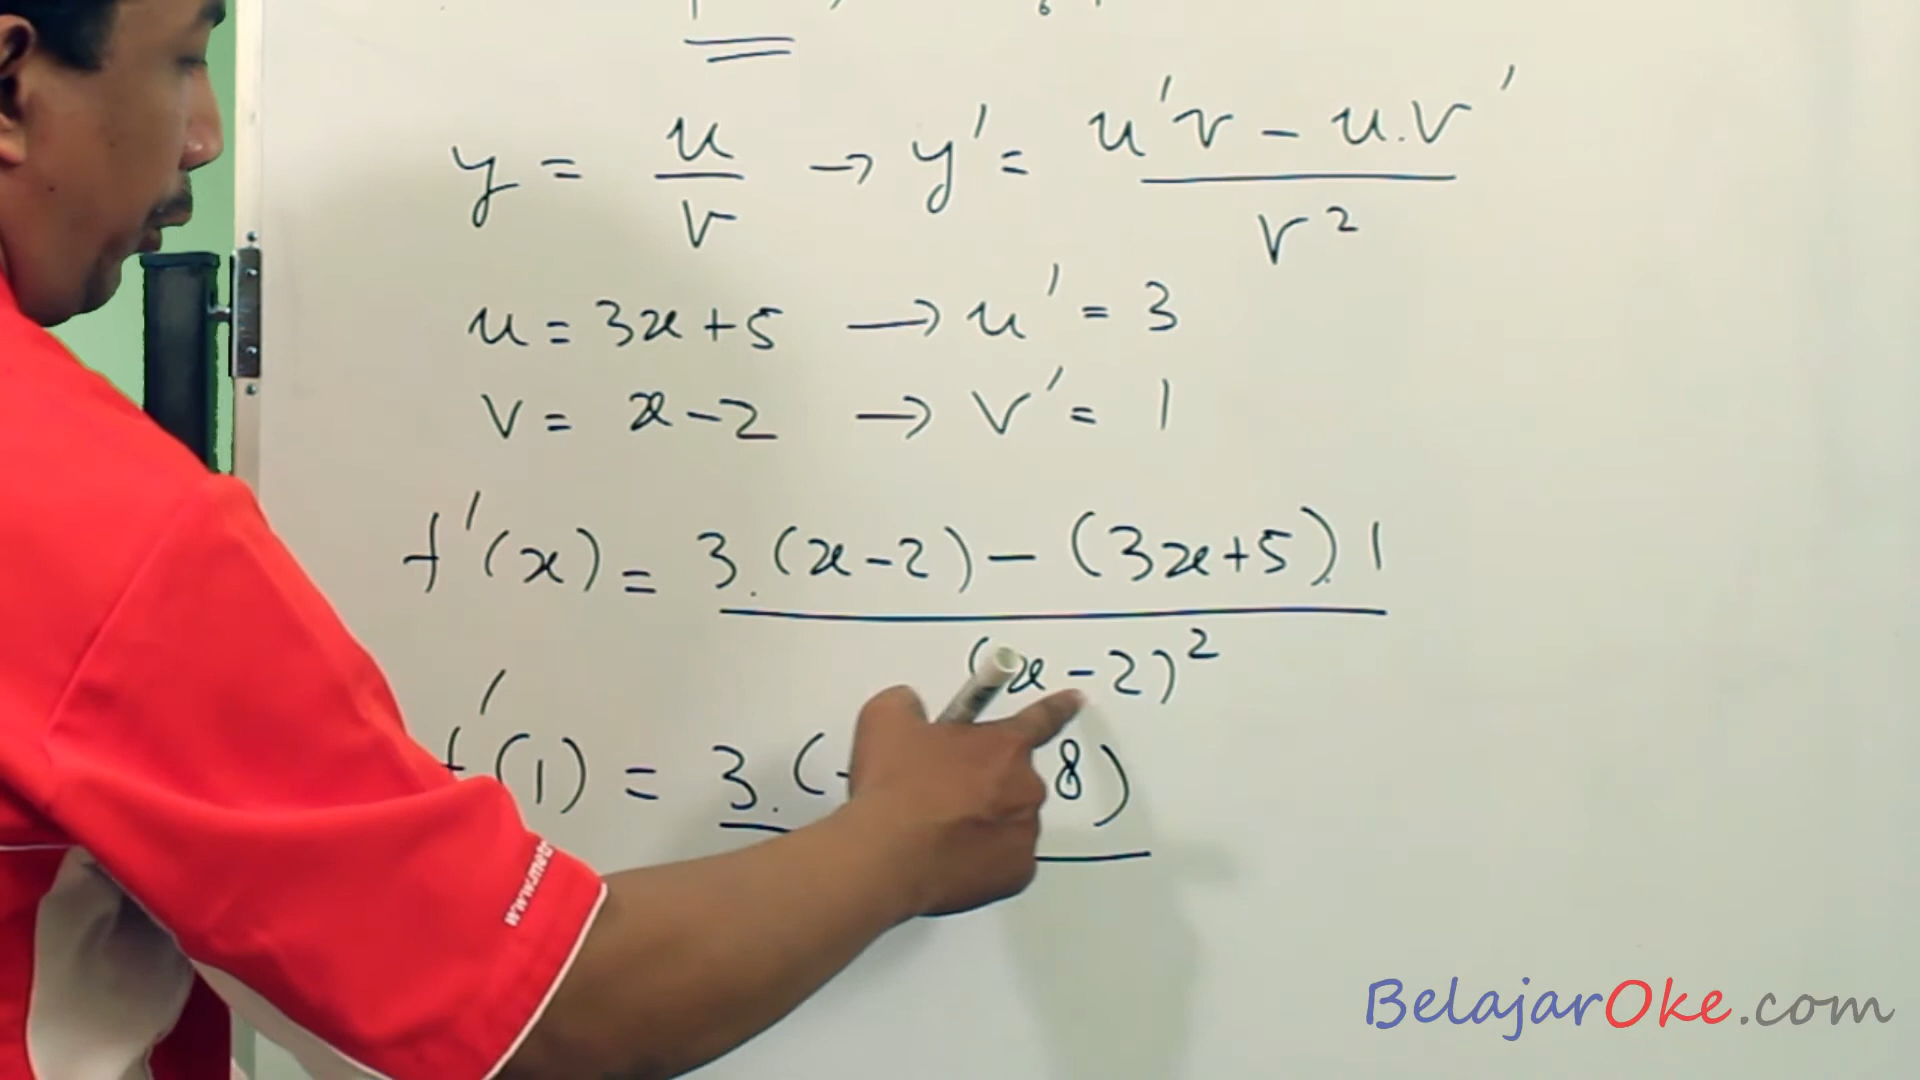 y = u/v → y' = u'v - u.v' / v²
u = 3x+5 → u' = 3
v = x-2 → v' = 1
f'(x) = 3.(x-2) - (3x+5).1
(x-2)²
f'(1) = 3.(- 8)
BelajarOke.com